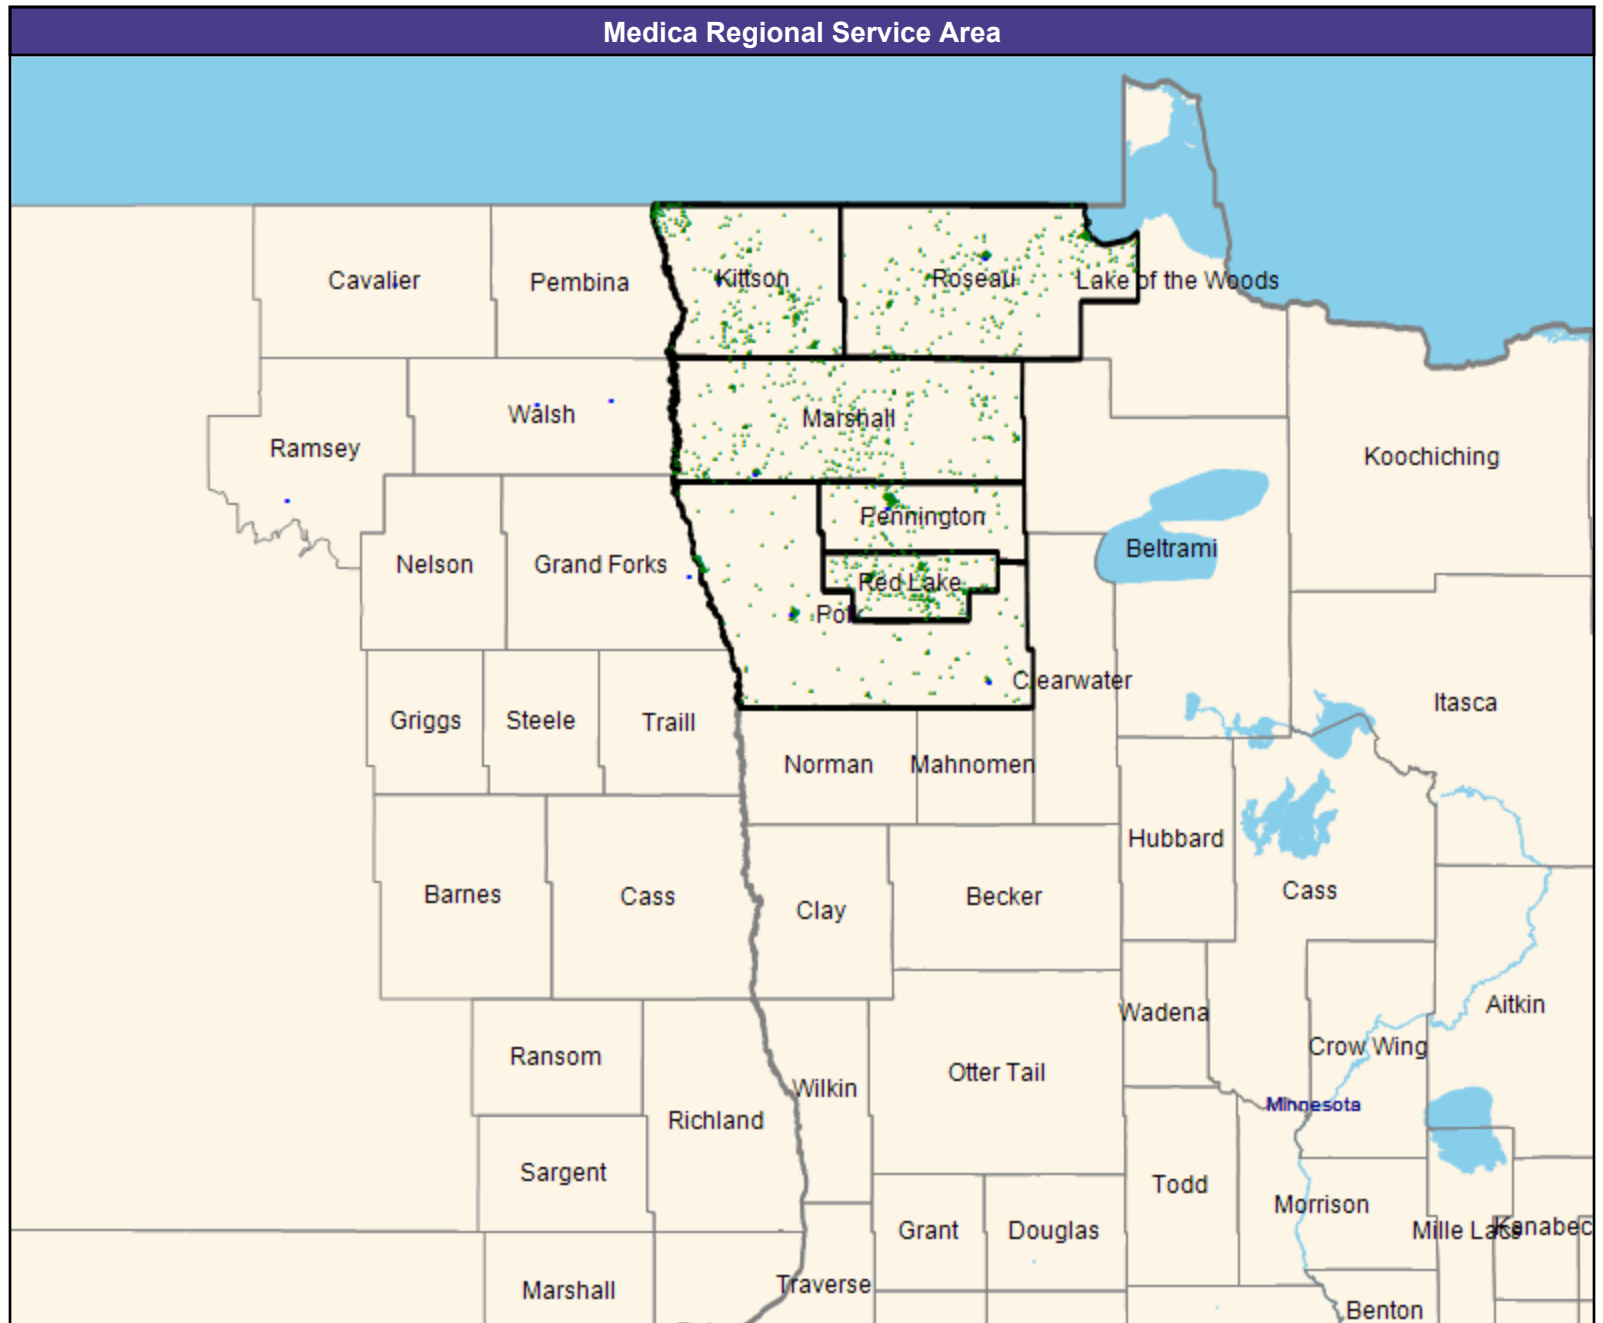 Medica Regional Service Area
Cavalier
Pembina
Kittson
Roseau
Lake of the Woods
Walsh
Marshall
Ramsey
Koochiching
Pennington
Beltrami
Nelson
Grand Forks
Red Lake
Polk
Clearwater
Griggs
Steele
Traill
Itasca
Norman
Mahnomen
Hubbard
Barnes
Cass
Clay
Becker
Cass
Wadena
Aitkin
Crow Wing
Ransom
Otter Tail
Wilkin
Minnesota
Richland
Sargent
Todd
Morrison
Grant
Douglas
Mille Lacs
Kanabec
Marshall
Traverse
Benton